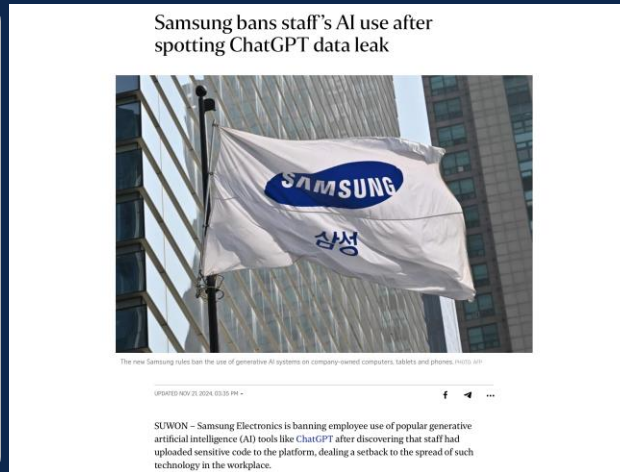 Samsung bans staff's AI use after
spotting ChatGPT data leak
SAMSUNG
삼성
The new Samsung rules ban the use of generative AI systems on company-owned computers, tablets and phones. PHOTO: AFP
UPDATED NOV 21, 2024, 03:35 PM
SUWON – Samsung Electronics is banning employee use of popular generative
artificial intelligence (AI) tools like ChatGPT after discovering that staff had
uploaded sensitive code to the platform, dealing a setback to the spread of such
technology in the workplace.